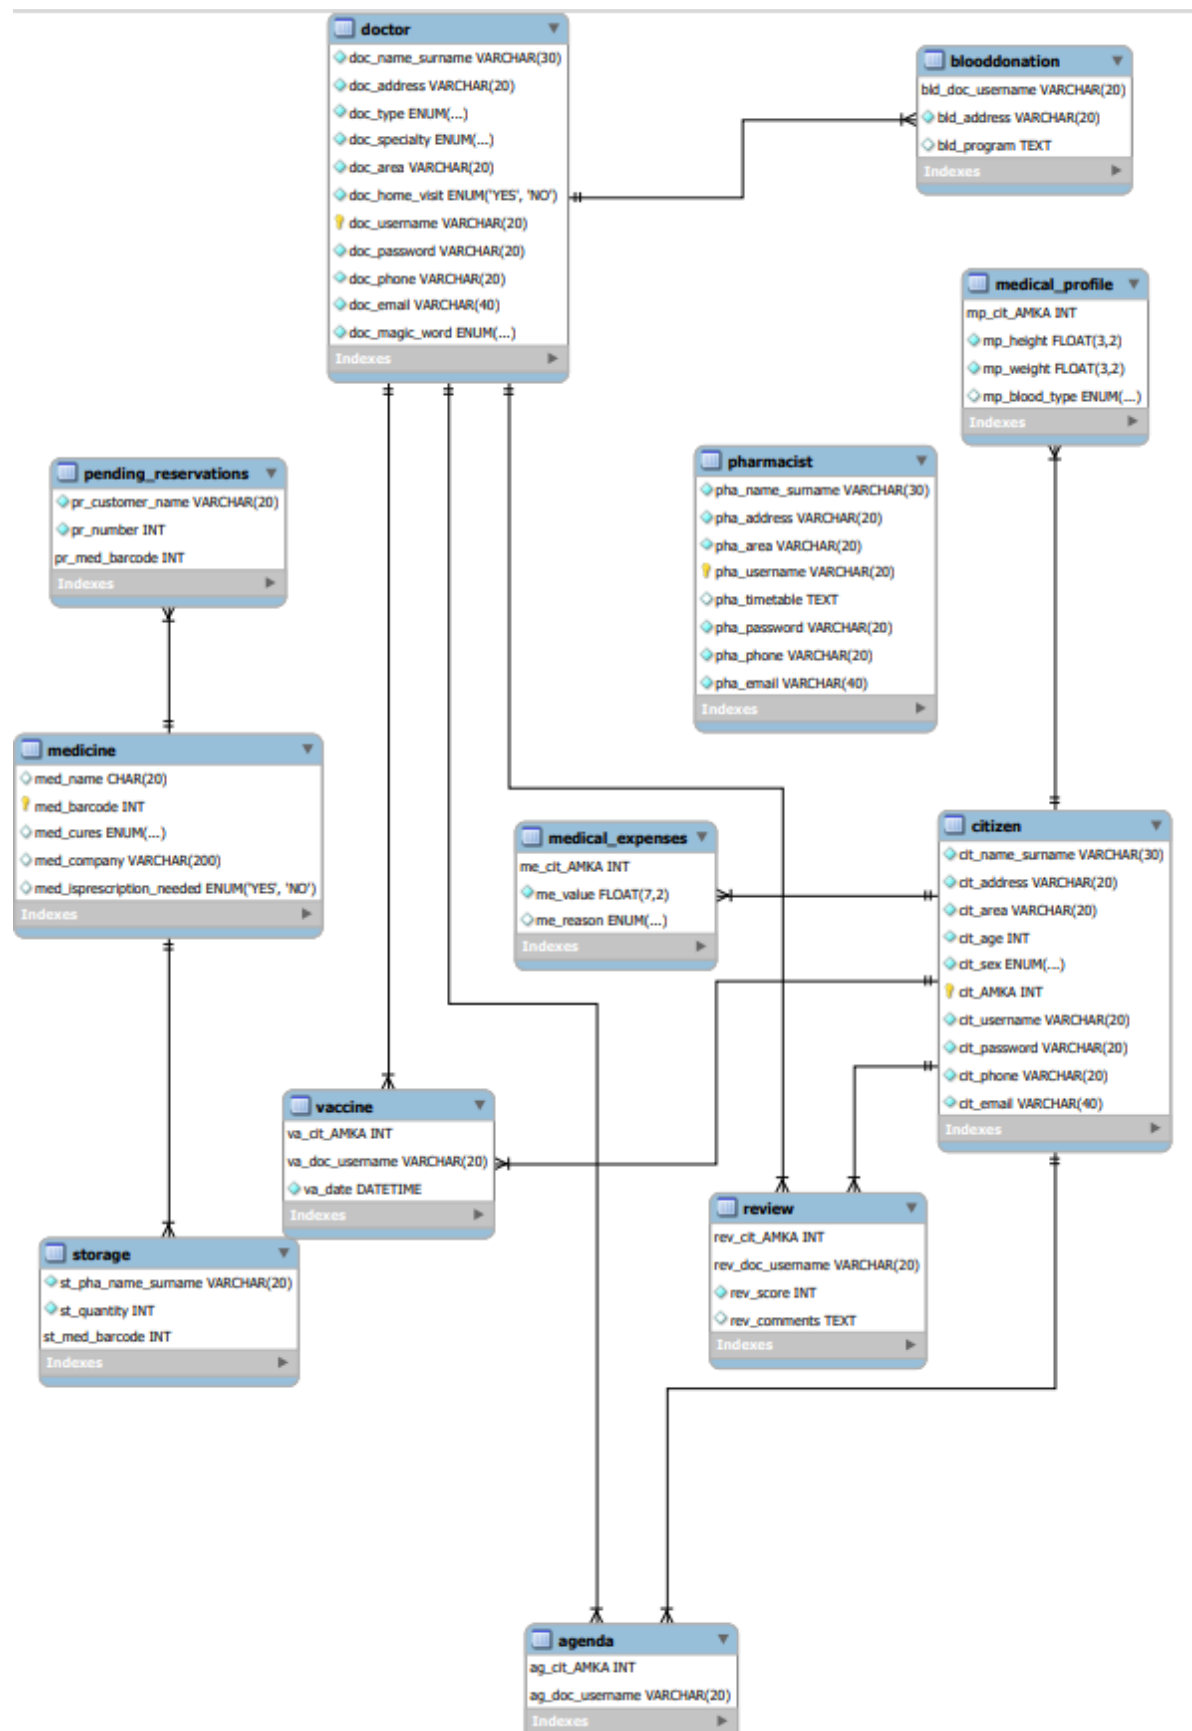 doctor
doc_name_surname VARCHAR(30)
doc_address VARCHAR(20)
doc_type ENUM(...)
doc_specialty ENUM(...)
doc_area VARCHAR(20)
doc_home_visit ENUM('YES', 'NO')
doc_username VARCHAR(20)
doc_password VARCHAR(20)
doc_phone VARCHAR(20)
doc_email VARCHAR(40)
doc_magic_word ENUM(...)
Indexes
blooddonation
bld_doc_username VARCHAR(20)
bld_address VARCHAR(20)
bld_program TEXT
Indexes
medical_profile
mp_cit_AMKA INT
mp_height FLOAT(3,2)
mp_weight FLOAT(3,2)
mp_blood_type ENUM(...)
Indexes
pending_reservations
pr_customer_name VARCHAR(20)
pr_number INT
pr_med_barcode INT
Indexes
pharmacist
pha_name_surname VARCHAR(30)
pha_address VARCHAR(20)
pha_area VARCHAR(20)
pha_username VARCHAR(20)
pha_timetable TEXT
pha_password VARCHAR(20)
pha_phone VARCHAR(20)
pha_email VARCHAR(40)
Indexes
medicine
med_name CHAR(20)
med_barcode INT
med_cures ENUM(...)
med_company VARCHAR(200)
med_isprescription_needed ENUM('YES', 'NO')
Indexes
medical_expenses
me_cit_AMKA INT
me_value FLOAT(7,2)
me_reason ENUM(...)
Indexes
citizen
cit_name_surname VARCHAR(30)
cit_address VARCHAR(20)
cit_area VARCHAR(20)
cit_age INT
cit_sex ENUM(...)
cit_AMKA INT
cit_username VARCHAR(20)
cit_password VARCHAR(20)
cit_phone VARCHAR(20)
cit_email VARCHAR(40)
Indexes
vaccine
va_cit_AMKA INT
va_doc_username VARCHAR(20)
va_date DATETIME
Indexes
review
rev_cit_AMKA INT
rev_doc_username VARCHAR(20)
rev_score INT
rev_comments TEXT
Indexes
storage
st_pha_name_surname VARCHAR(20)
st_quantity INT
st_med_barcode INT
Indexes
agenda
ag_cit_AMKA INT
ag_doc_username VARCHAR(20)
Indexes